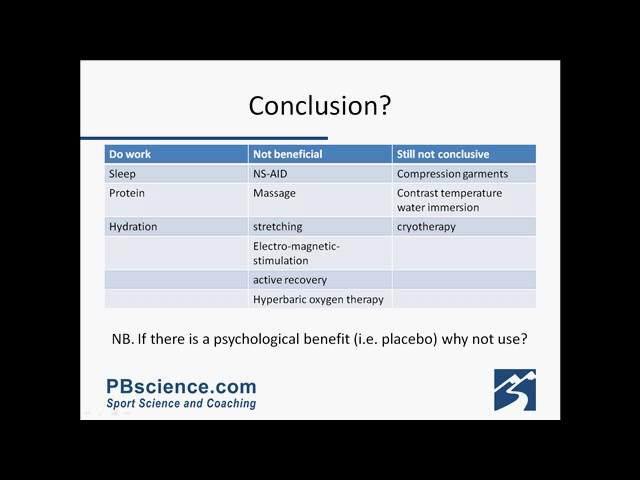 Conclusion?
Do work Not beneficial Still not conclusive
Sleep NS-AID Compression garments
Protein Massage Contrast temperature
water immersion
Hydration stretching cryotherapy
Electro-magnetic-
stimulation
active recovery
Hyperbaric oxygen therapy
NB. If there is a psychological benefit (i.e. placebo) why not use?
PBscience.com
Sport Science and Coaching